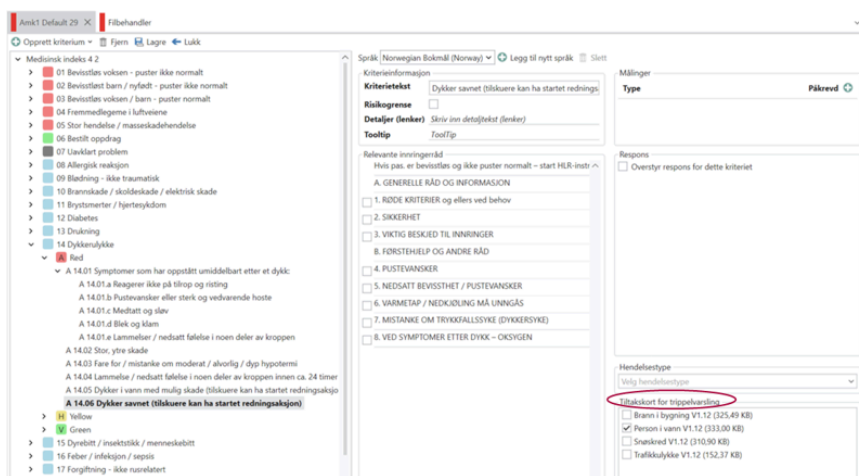 Amk1 Default 29
Filbehandler
Opprett kriterium
Fjern
Lagre
Lukk
Medisinsk indeks 4 2
01 Bevisstløs voksen - puster ikke normalt
02 Bevisstløst barn / nyfødt - puster ikke normalt
03 Bevisstløs voksen / barn - puster normalt
04 Fremmedlegeme i luftveiene
05 Stor hendelse / masseskadehendelse
06 Bestilt oppdrag
07 Uavklart problem
08 Allergisk reaksjon
09 Blødning - ikke traumatisk
10 Brannskade / skoldeskade / elektrisk skade
11 Brystsmerter / hjertesykdom
12 Diabetes
13 Drukning
14 Dykkerulykke
A Red
A 14.01 Symptomer som har oppstått umiddelbart etter et dykk:
A 14.01.a Reagerer ikke på tilrop og risting
A 14.01.b Pustevansker eller sterk og vedvarende hoste
A 14.01.c Medtatt og sløv
A 14.01.d Blek og klam
A 14.01.e Lammelser / nedsatt følelse i noen deler av kroppen
A 14.02 Stor, ytre skade
A 14.03 Fare for / mistanke om moderat / alvorlig / dyp hypotermi
A 14.04 Lammelse / nedsatt følelse i noen deler av kroppen innen ca. 24 timer
A 14.05 Dykker i vann med mulig skade (tilskuere kan ha startet redningsaksjo
A 14.06 Dykker savnet (tilskuere kan ha startet redningsaksjon)
H Yellow
V Green
15 Dyrebitt / insektstikk / menneskebitt
16 Feber / infeksjon / sepsis
17 Forgiftning - ikke rusrelatert
Språk Norwegian Bokmål (Norway)
Legg til nytt språk
Slett
Kriterieinformasjon
Kriterietekst Dykker savnet (tilskuere kan ha startet rednings
Risikogrense
Detaljer (lenker) Skriv inn detaljtekst (lenker)
Tooltip ToolTip
Relevante innringerråd
Hvis pas. er bevisstløs og ikke puster normalt – start HLR-instr
A. GENERELLE RÅD OG INFORMASJON
1. RØDE KRITERIER og ellers ved behov
2. SIKKERHET
3. VIKTIG BESKJED TIL INNRINGER
B. FØRSTEHJELP OG ANDRE RÅD
4. PUSTEVANSKER
5. NEDSATT BEVISSTHET / PUSTEVANSKER
6. VARMETAP / NEDKJØLING MÅ UNNGÅS
7. MISTANKE OM TRYKKFALLSSYKE (DYKKERSYKE)
8. VED SYMPTOMER ETTER DYKK – OKSYGEN
Målinger
Type
Påkrevd
Respons
Overstyr respons for dette kriteriet
Hendelsestype
Velg hendelsestype
Tiltakskort for trippelvarsling
Brann i bygning V1.12 (325,49 KB)
Person i vann V1.12 (333,00 KB)
Snøskred V1.12 (310,90 KB)
Trafikkulykke V1.12 (152,37 KB)